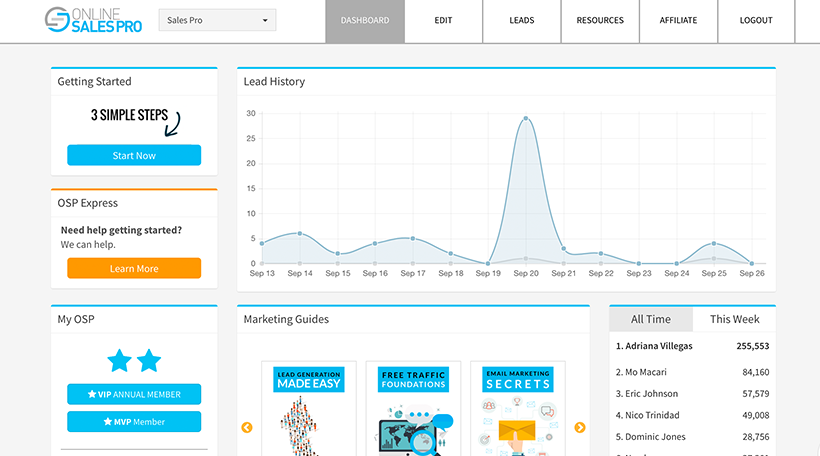 ONLINE
SALESPRO
Sales Pro
DASHBOARD
EDIT
LEADS
RESOURCES
AFFILIATE
LOGOUT
Getting Started
3 SIMPLE STEPS
Start Now
OSP Express
Need help getting started?
We can help.
Learn More
My OSP
VIP ANNUAL MEMBER
MVP Member
Lead History
30
25
20
15
10
5
0
Sep 13 Sep 14 Sep 15 Sep 16 Sep 17 Sep 18 Sep 19 Sep 20 Sep 21 Sep 22 Sep 23 Sep 24 Sep 25 Sep 26
Marketing Guides
LEAD GENERATION
MADE EASY
FREE TRAFFIC
FOUNDATIONS
EMAIL MARKETING
SECRETS
All Time This Week
1. Adriana Villegas 255,553
2. Mo Macari 84,160
3. Eric Johnson 57,579
4. Nico Trinidad 49,008
5. Dominic Jones 28,756